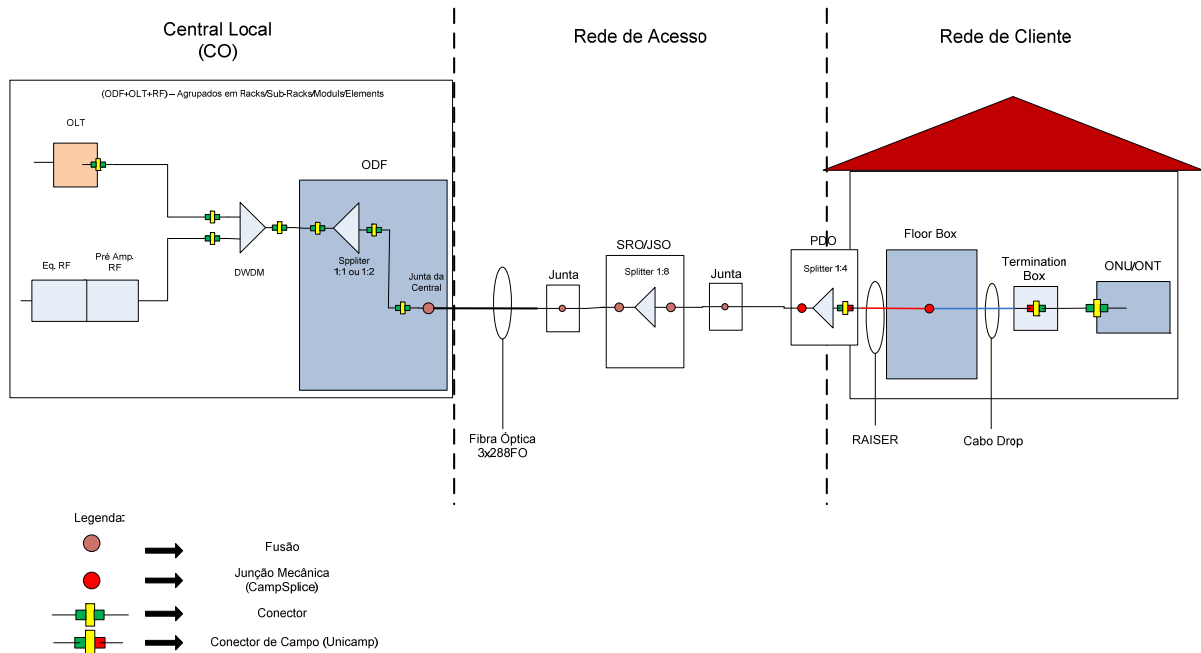 Central Local
(CO)
Rede de Acesso
Rede de Cliente
(ODF+OLT+RF) – Agrupados em Racks/Sub-Racks/Moduls/Elements
OLT
ODF
Eq. RF
Pré Amp.
RF
DWDM
Sppliter
1:1 ou 1:2
Junta da
Central
Fibra Óptica
3x288FO
Junta
SRO/JSO
Splitter 1:8
Junta
PDO
Splitter 1:4
RAISER
Floor Box
Cabo Drop
Termination
Box
ONU/ONT
Legenda:
Fusão
Junção Mecânica
(CampSplice)
Conector
Conector de Campo (Unicamp)